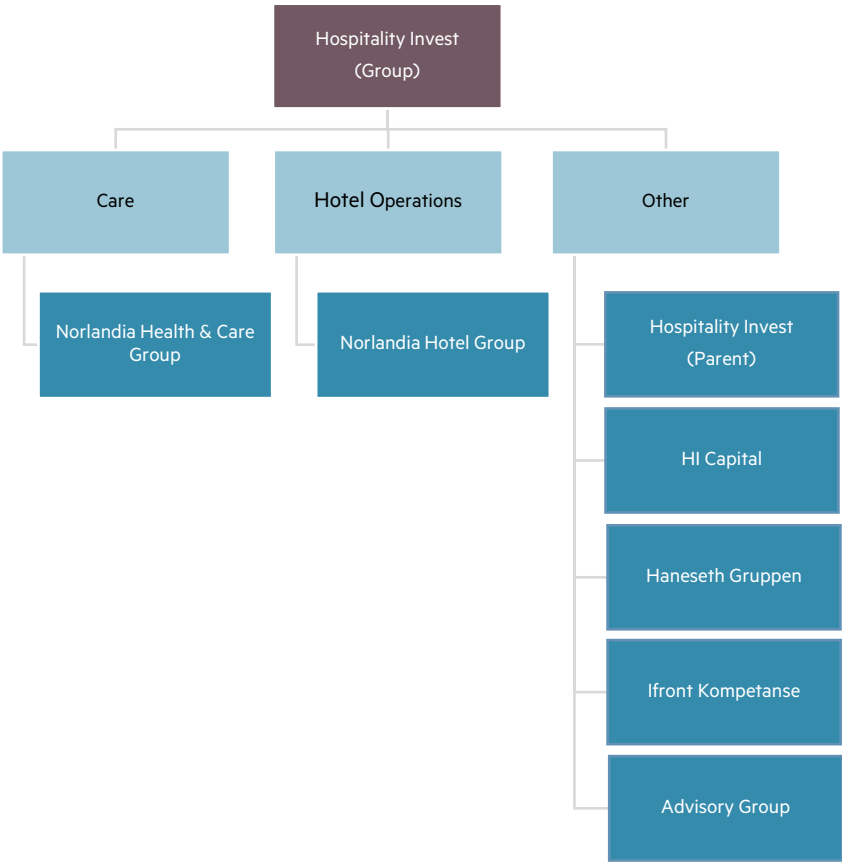 Hospitality Invest
(Group)
Care
Hotel Operations
Other
Norlandia Health & Care
Group
Norlandia Hotel Group
Hospitality Invest
(Parent)
HI Capital
Haneseth Gruppen
Ifront Kompetanse
Advisory Group